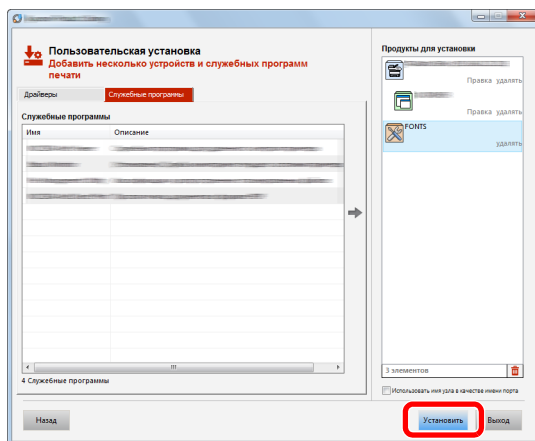 Пользовательская установка
Добавить несколько устройств и служебных программ
печати
Драйверы
Служебные программы
Служебные программы
Имя
Описание
4 Служебные программы
Продукты для установки
Правка удалять
Правка удалять
FONTS
удалять
3 элементов
Использовать имя узла в качестве имени порта
Назад
Установить
Выход